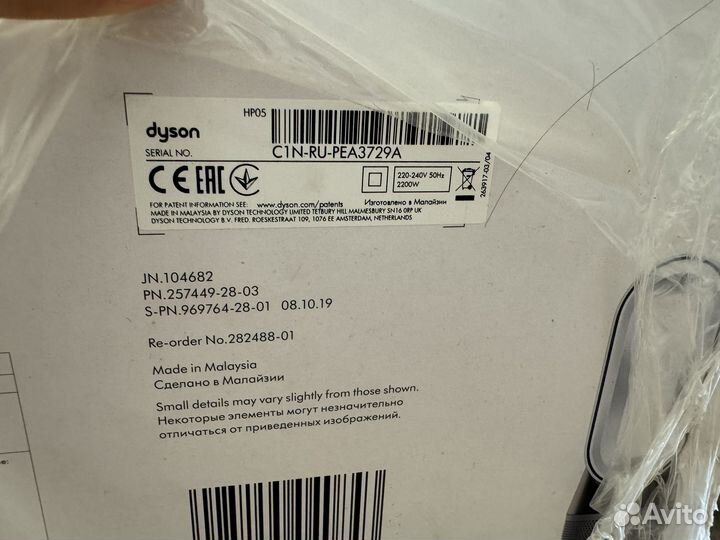 HP05
dyson
SERIAL NO.
C1N-RU-PEA3729A
CE EAC
220-240V 50Hz
2200W
263917-03/04
FOR PATENT INFORMATION SEE: www.dyson.com/patents Изготовлено в Малайзии
MADE IN MALAYSIA BY DYSON TECHNOLOGY LIMITED TETBURY HILL MALMESBURY SN16 0RP UK
DYSON TECHNOLOGY B.V. FRED. ROESKESTRAAT 109, 1076 EE AMSTERDAM, NETHERLANDS
JN.104682
PN.257449-28-03
S-PN.969764-28-01 08.10.19
Re-order No.282488-01
Made in Malaysia
Сделано в Малайзии
Small details may vary slightly from those shown.
Некоторые элементы могут незначительно
отличаться от приведенных изображений.
Avito